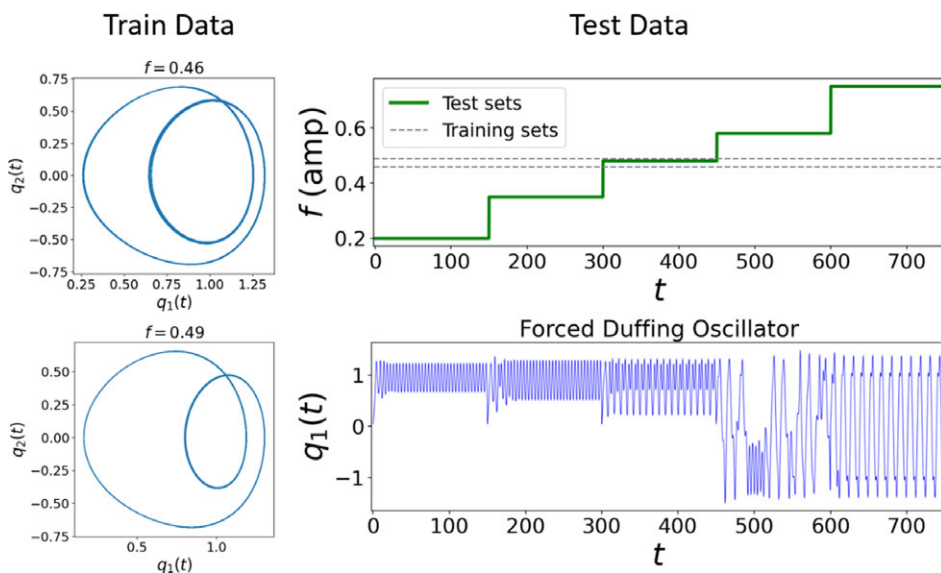 Train Data
f = 0.46
0.75
0.50
0.25
0.00
−0.25
−0.50
−0.75
q₂(t)
0.25 0.50 0.75 1.00 1.25
q₁(t)
f = 0.49
0.50
0.25
0.00
−0.25
−0.50
−0.75
q₂(t)
0.5 1.0
q₁(t)
Test Data
Test sets
Training sets
0.6
0.4
0.2
f (amp)
0 100 200 300 400 500 600 700
t
Forced Duffing Oscillator
1
0
−1
q₁(t)
0 100 200 300 400 500 600 700
t